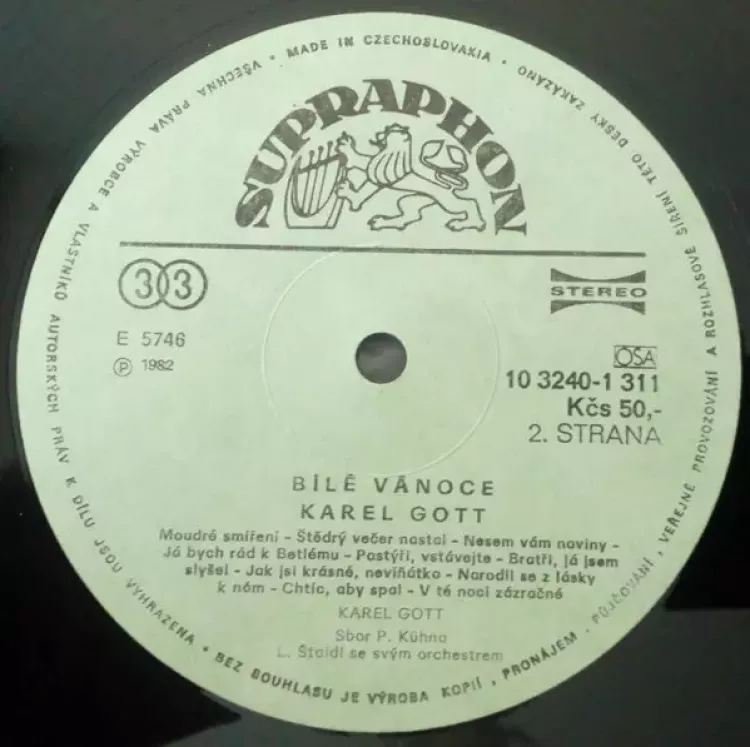 • MADE IN CZECHOSLOVAKIA • VŠECHNA PRÁVA VÝROBCE A VLASTNÍKŮ AUTORSKÝCH PRÁV K DÍLU JSOU VYHRAZENA • BEZ SOUHLASU JE VÝROBA KOPIÍ, PRONÁJEM, PŮJČOVÁNÍ, VEŘEJNÉ PROVOZOVÁNÍ A ROZHLASOVÉ ŠÍŘENÍ TÉTO DESKY ZAKÁZÁNO
SUPRAPHON
33
STEREO
E 5746
Ⓟ 1982
OSA
10 3240-1 311
Kčs 50,-
2. STRANA
BÍLÉ VÁNOCE
KAREL GOTT
Moudré smíření - Štědrý večer nastal - Nesem vám noviny -
Já bych rád k Betlému - Pastýři, vstávejte - Bratři, já jsem
slyšel - Jak jsi krásné, neviňátko - Narodil se z lásky
k nám - Chtíc, aby spal - V té noci zázračné
KAREL GOTT
Sbor P. Kühna
L. Štaidl se svým orchestrem